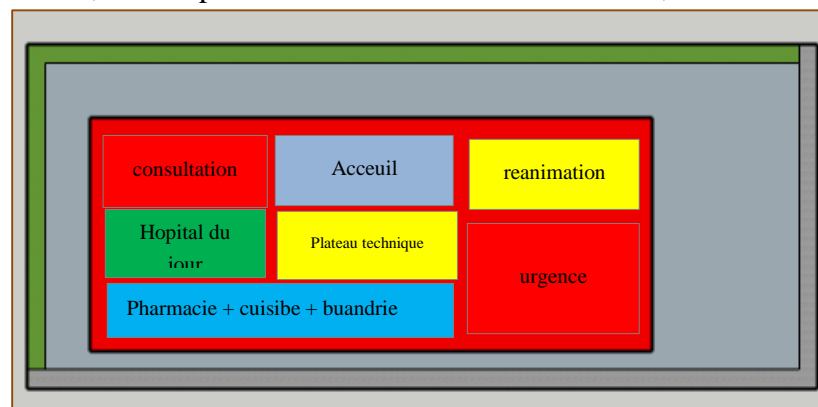 consultation
Acceuil
reanimation
Hopital du
jour
Plateau technique
urgence
Pharmacie + cuisibe + buandrie